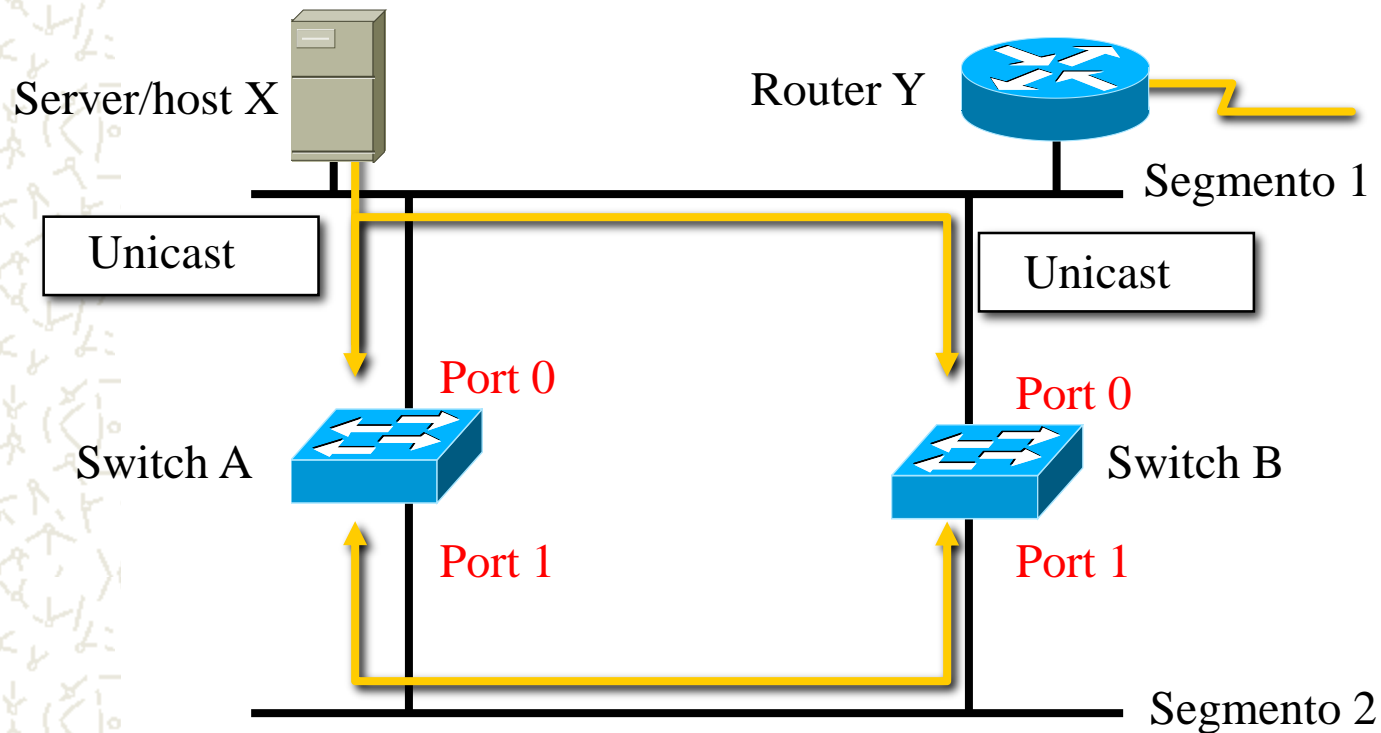 Server/host X
Router Y
Segmento 1
Unicast
Unicast
Port 0
Port 0
Switch A
Switch B
Port 1
Port 1
Segmento 2